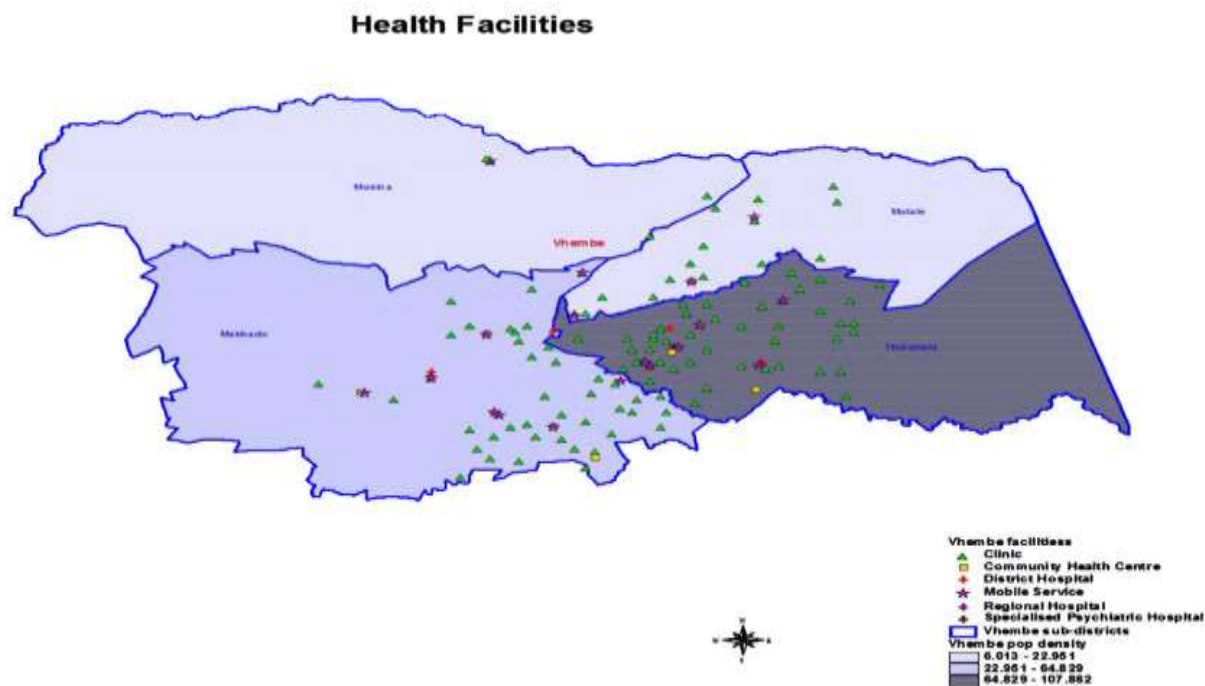 Health Facilities
Musina
Mutale
Vhembe
Makhado
Thulamela
Vhembe facilitiess
Clinic
Community Health Centre
District Hospital
Mobile Service
Regional Hospital
Specialised Psychiatric Hospital
Vhembe sub-districts
Vhembe pop density
6.013 - 22.951
22.951 - 64.829
64.829 - 107.882